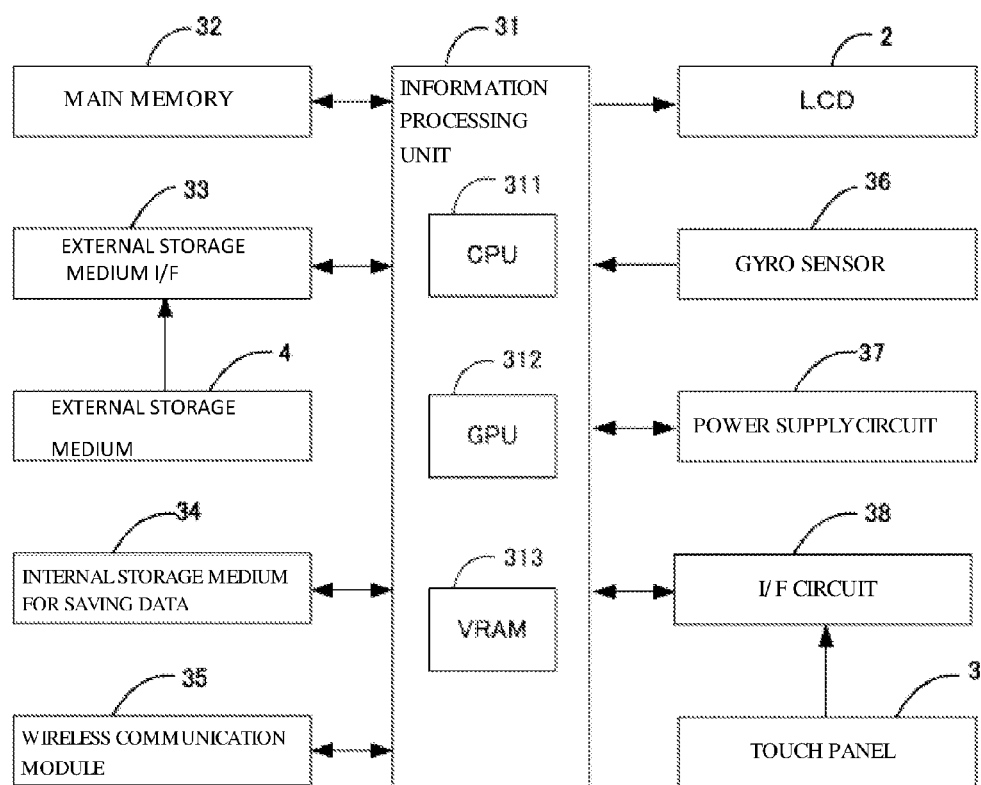 32
MAIN MEMORY
33
EXTERNAL STORAGE
MEDIUM I/F
4
EXTERNAL STORAGE
MEDIUM
34
INTERNAL STORAGE MEDIUM
FOR SAVING DATA
35
WIRELESS COMMUNICATION
MODULE
31
INFORMATION
PROCESSING
UNIT
311
CPU
312
GPU
313
VRAM
2
LCD
36
GYRO SENSOR
37
POWER SUPPLY CIRCUIT
38
I/F CIRCUIT
3
TOUCH PANEL